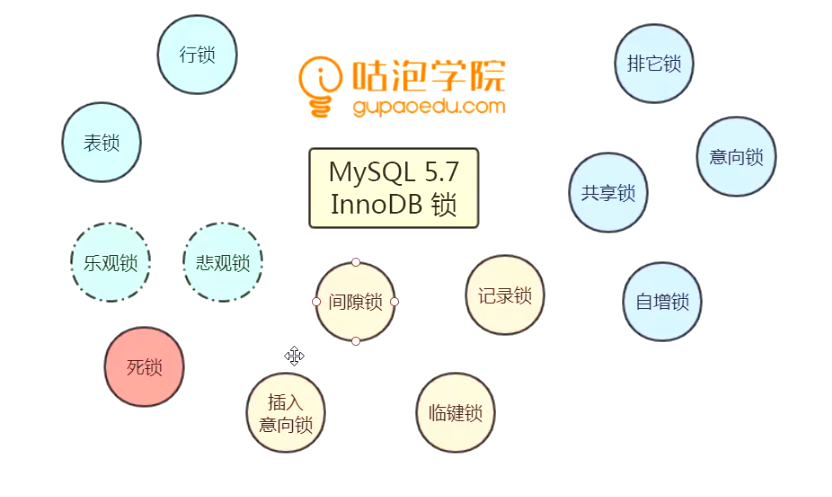 行锁
排它锁
咕泡学院
gupaoedu.com
表锁
意向锁
MySQL 5.7
InnoDB 锁
共享锁
乐观锁
悲观锁
间隙锁
记录锁
自增锁
死锁
插入
意向锁
临键锁